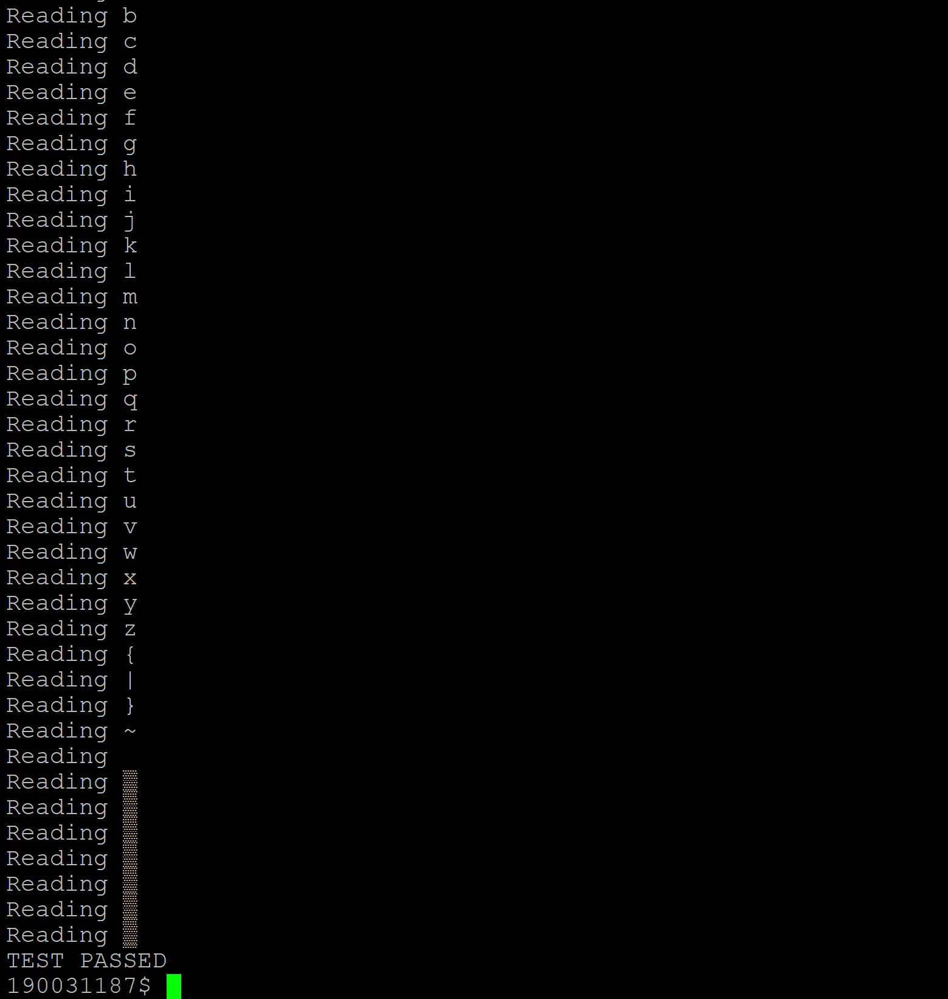 Reading b
Reading c
Reading d
Reading e
Reading f
Reading g
Reading h
Reading i
Reading j
Reading k
Reading l
Reading m
Reading n
Reading o
Reading p
Reading q
Reading r
Reading s
Reading t
Reading u
Reading v
Reading w
Reading x
Reading y
Reading z
Reading {
Reading |
Reading }
Reading ~
Reading
Reading ▒
Reading ▒
Reading ▒
Reading ▒
Reading ▒
Reading ▒
Reading ▒
TEST PASSED
190031187$